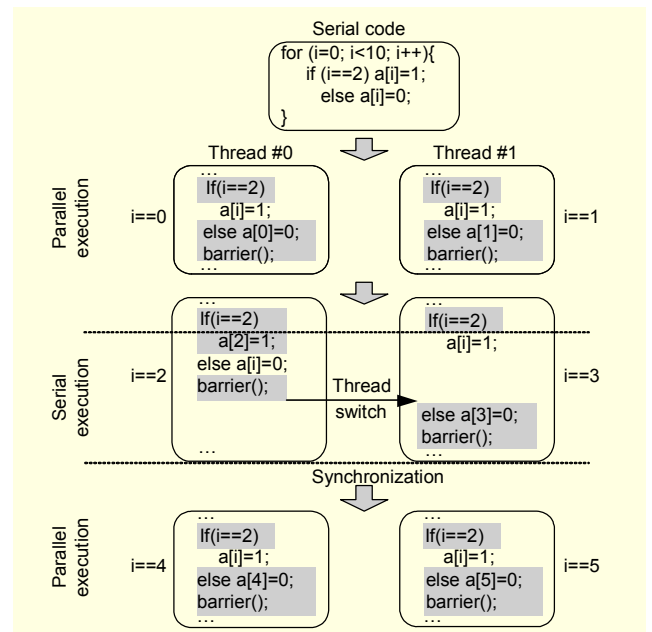 Serial code
for (i=0; i<10; i++){
if (i==2) a[i]=1;
else a[i]=0;
}
Thread #0
Thread #1
Parallel
execution
i==0
…
If(i==2)
a[i]=1;
else a[0]=0;
barrier();
…
…
If(i==2)
a[i]=1;
else a[1]=0;
barrier();
…
i==1
Serial
execution
i==2
…
If(i==2)
a[2]=1;
else a[i]=0;
barrier();
…
Thread
switch
…
If(i==2)
a[i]=1;
else a[3]=0;
barrier();
…
i==3
Synchronization
Parallel
execution
i==4
…
If(i==2)
a[i]=1;
else a[4]=0;
barrier();
…
…
If(i==2)
a[i]=1;
else a[5]=0;
barrier();
…
i==5